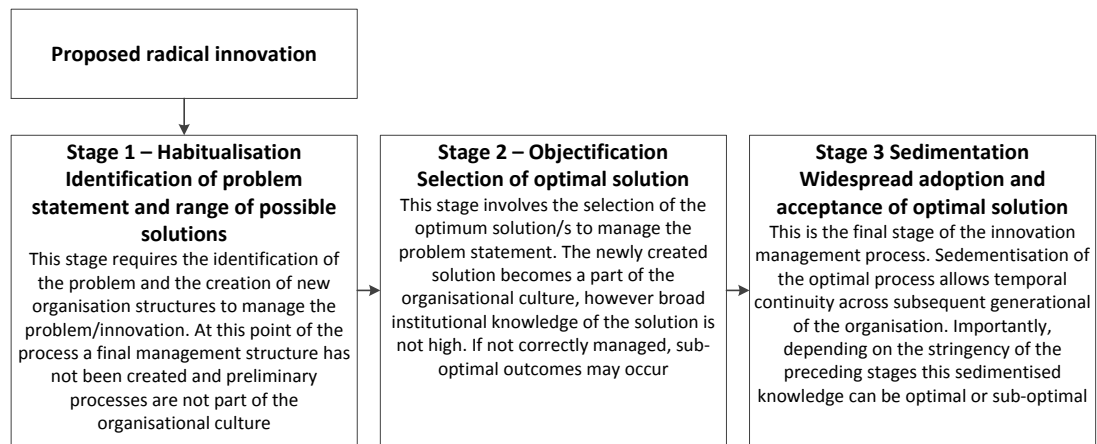 Proposed radical innovation
Stage 1 – Habitualisation
Identification of problem
statement and range of possible
solutions
This stage requires the identification of
the problem and the creation of new
organisation structures to manage the
problem/innovation. At this point of the
process a final management structure has
not been created and preliminary
processes are not part of the
organisational culture
Stage 2 – Objectification
Selection of optimal solution
This stage involves the selection of the
optimum solution/s to manage the
problem statement. The newly created
solution becomes a part of the
organisational culture, however broad
institutional knowledge of the solution is
not high. If not correctly managed, sub-
optimal outcomes may occur
Stage 3 Sedimentation
Widespread adoption and
acceptance of optimal solution
This is the final stage of the innovation
management process. Sedementisation
of the optimal process allows temporal
continuity across subsequent generational
of the organisation. Importantly,
depending on the stringency of the
preceding stages this sedimentised
knowledge can be optimal or sub-optimal